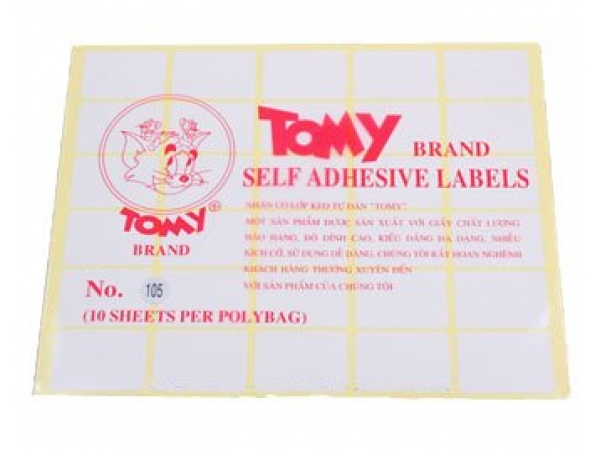 TOMY BRAND
SELF ADHESIVE LABELS
NHÃN CÓ LỚP KEO TỰ DÁN "TOMY"
MỘT SẢN PHẨM ĐƯỢC SẢN XUẤT VỚI GIẤY CHẤT LƯỢNG
HẢO HẠNG, ĐỘ DÍNH CAO, KIỂU DÁNG ĐA DẠNG, NHIỀU
KÍCH CỠ, SỬ DỤNG DỄ DÀNG. CHÚNG TÔI RẤT HOAN NGHÊNH
KHÁCH HÀNG THƯỜNG XUYÊN ĐẾN
VỚI SẢN PHẨM CỦA CHÚNG TÔI
TOMY®
BRAND
No. 105
(10 SHEETS PER POLYBAG)